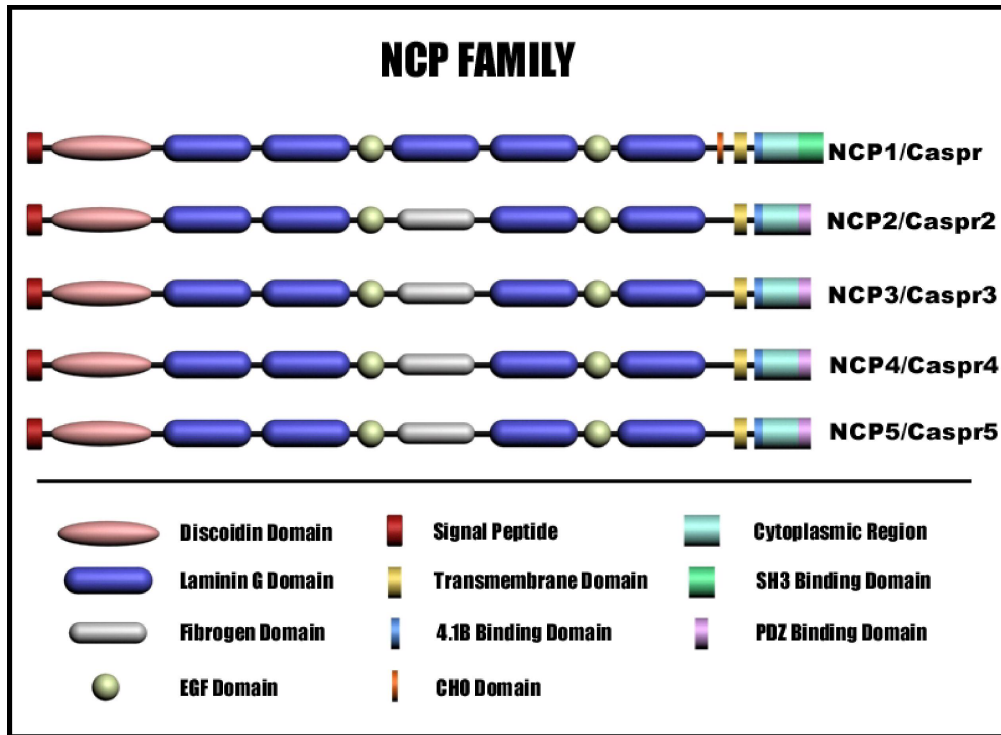 NCP FAMILY
NCP1/Caspr
NCP2/Caspr2
NCP3/Caspr3
NCP4/Caspr4
NCP5/Caspr5
Discoidin Domain Signal Peptide Cytoplasmic Region
Laminin G Domain Transmembrane Domain SH3 Binding Domain
Fibrogen Domain 4.1B Binding Domain PDZ Binding Domain
EGF Domain CHO Domain